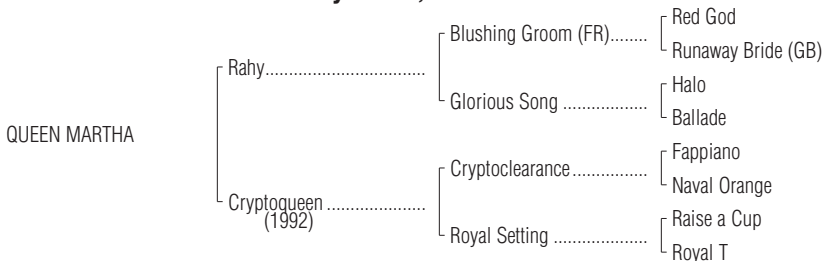 Red God
Blushing Groom (FR)........
Runaway Bride (GB)
Rahy.................................
Halo
Glorious Song ...................
Ballade
QUEEN MARTHA
Fappiano
Cryptoclearance.................
Naval Orange
Cryptoqueen ....................
(1992)
Raise a Cup
Royal Setting ....................
Royal T